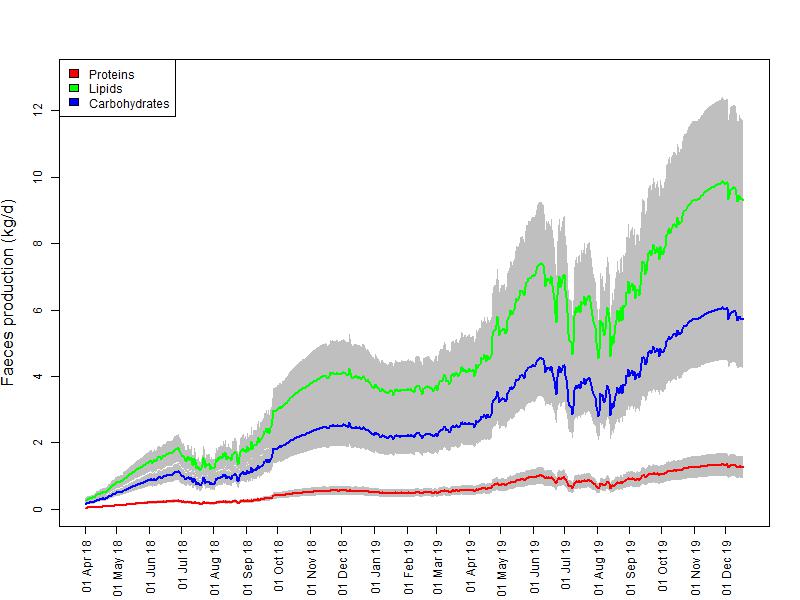 Proteins
Lipids
Carbohydrates
Faeces production (kg/d)
12
10
8
6
4
2
0
01 Apr 18
01 May 18
01 Jun 18
01 Jul 18
01 Aug 18
01 Sep 18
01 Oct 18
01 Nov 18
01 Dec 18
01 Jan 19
01 Feb 19
01 Mar 19
01 Apr 19
01 May 19
01 Jun 19
01 Jul 19
01 Aug 19
01 Sep 19
01 Oct 19
01 Nov 19
01 Dec 19